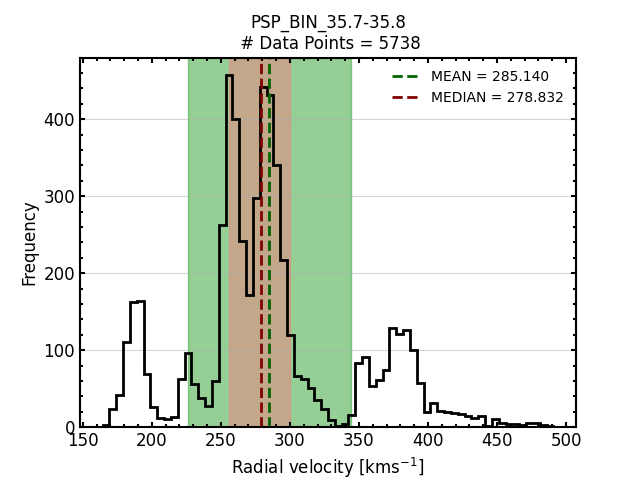 PSP_BIN_35.7-35.8
# Data Points = 5738
MEAN = 285.140
MEDIAN = 278.832
400
300
200
100
0
Frequency
150 200 250 300 350 400 450 500
Radial velocity [kms⁻¹]